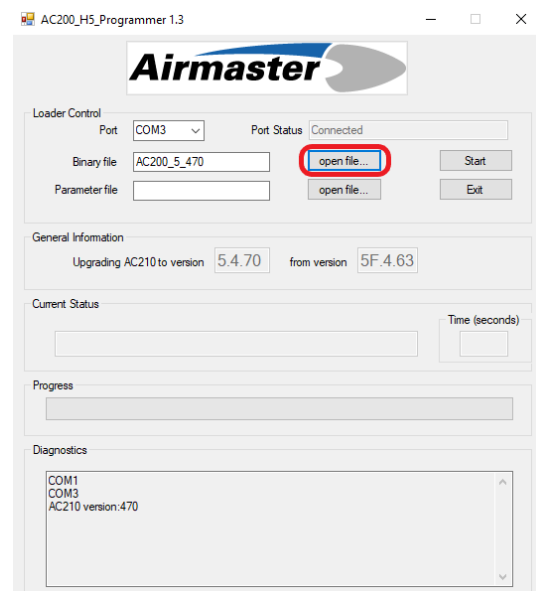 AC200_H5_Programmer 1.3
Airmaster
Loader Control
Port COM3 Port Status Connected
Binary file AC200_5_470 open file... Start
Parameter file open file... Exit
General Information
Upgrading AC210 to version 5.4.70 from version 5F.4.63
Current Status
Time (seconds)
Progress
Diagnostics
COM1
COM3
AC210 version:470